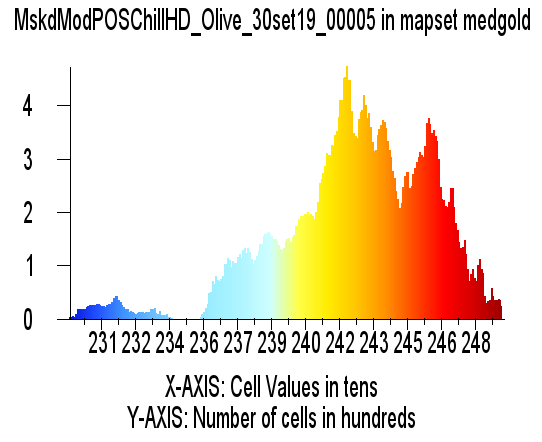 MskdModPOSChillHD_Olive_30set19_00005 in mapset medgold
4
3
2
1
0
231 232 234 236 237 239 240 242 243 245 246 248
X-AXIS: Cell Values in tens
Y-AXIS: Number of cells in hundreds